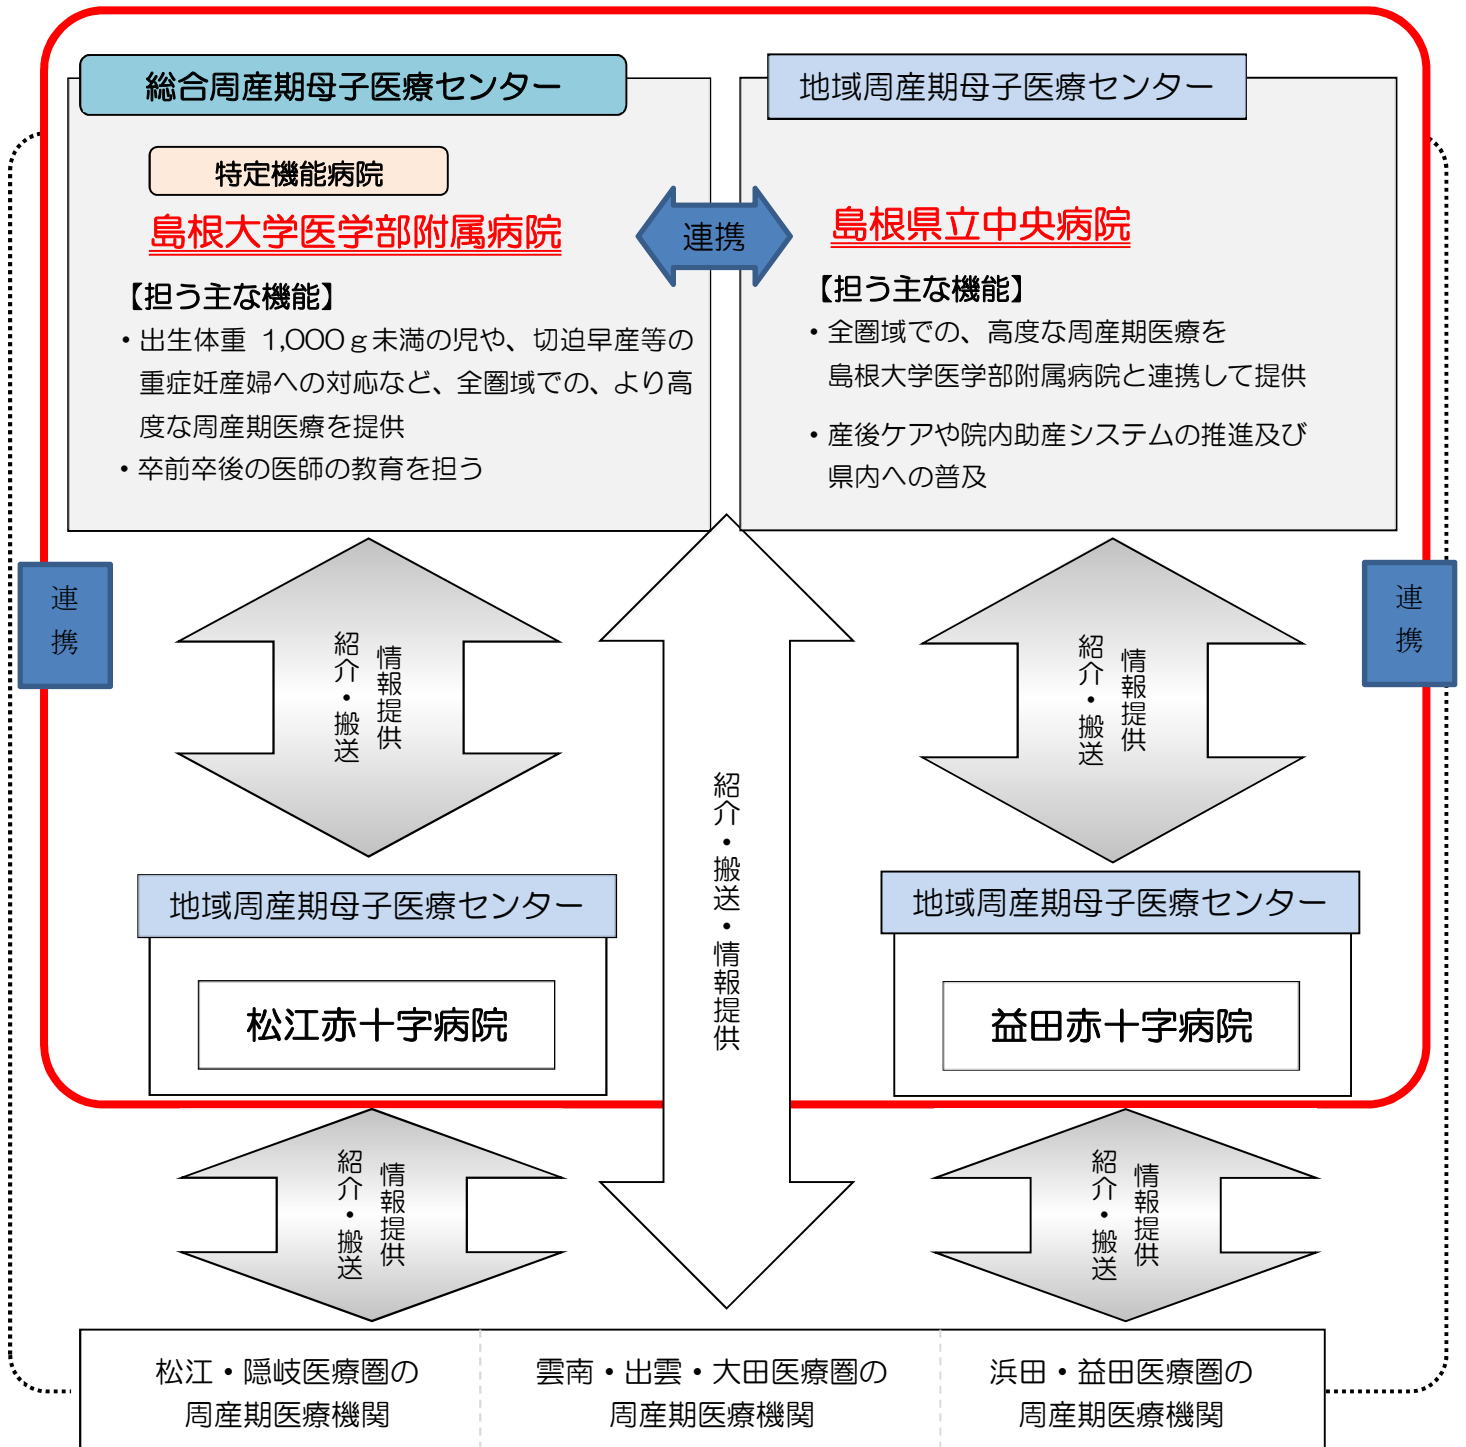 総合周産期母子医療センター
特定機能病院
島根大学医学部附属病院
【担う主な機能】
・出生体重 1,000ｇ未満の児や、切迫早産等の
重症妊産婦への対応など、全圏域での、より高
度な周産期医療を提供
・卒前卒後の医師の教育を担う
連携
地域周産期母子医療センター
島根県立中央病院
【担う主な機能】
・全圏域での、高度な周産期医療を
島根大学医学部附属病院と連携して提供
・産後ケアや院内助産システムの推進及び
県内への普及
連携
連携
情報提供
紹介・搬送
紹介・搬送・情報提供
情報提供
紹介・搬送
地域周産期母子医療センター
松江赤十字病院
地域周産期母子医療センター
益田赤十字病院
情報提供
紹介・搬送
情報提供
紹介・搬送
松江・隠岐医療圏の
周産期医療機関
雲南・出雲・大田医療圏の
周産期医療機関
浜田・益田医療圏の
周産期医療機関